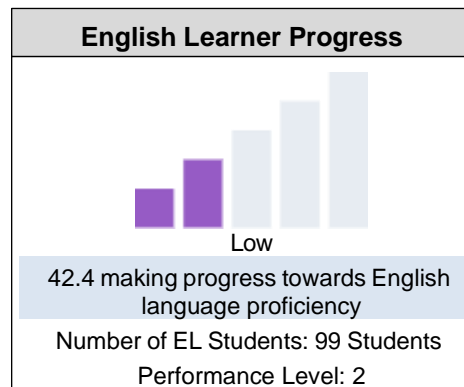 English Learner Progress
Low
42.4 making progress towards English
language proficiency
Number of EL Students: 99 Students
Performance Level: 2